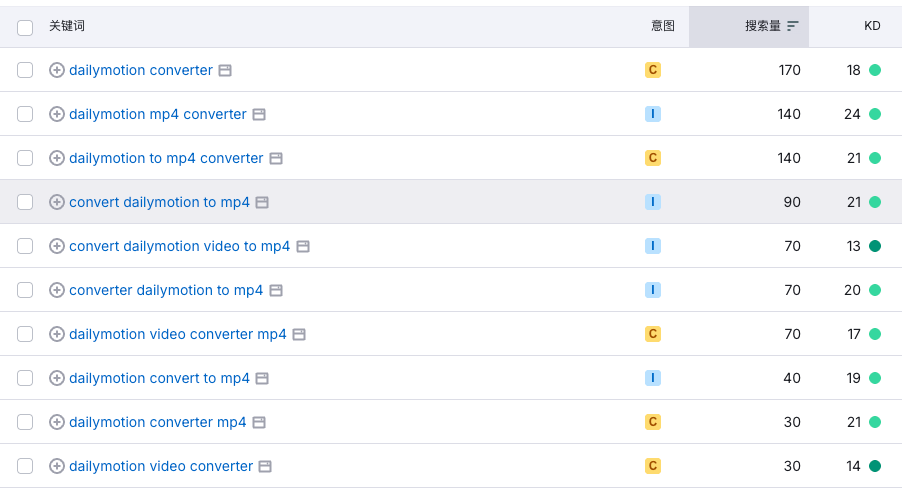 关键词 意图 搜索量 KD
dailymotion converter C 170 18
dailymotion mp4 converter I 140 24
dailymotion to mp4 converter C 140 21
convert dailymotion to mp4 I 90 21
convert dailymotion video to mp4 I 70 13
converter dailymotion to mp4 I 70 20
dailymotion video converter mp4 C 70 17
dailymotion convert to mp4 I 40 19
dailymotion converter mp4 C 30 21
dailymotion video converter C 30 14